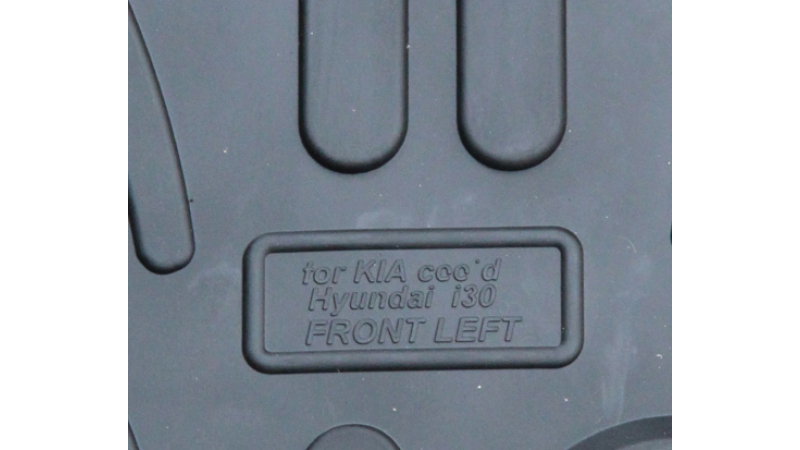 for KIA cee'd
Hyundai i30
FRONT LEFT